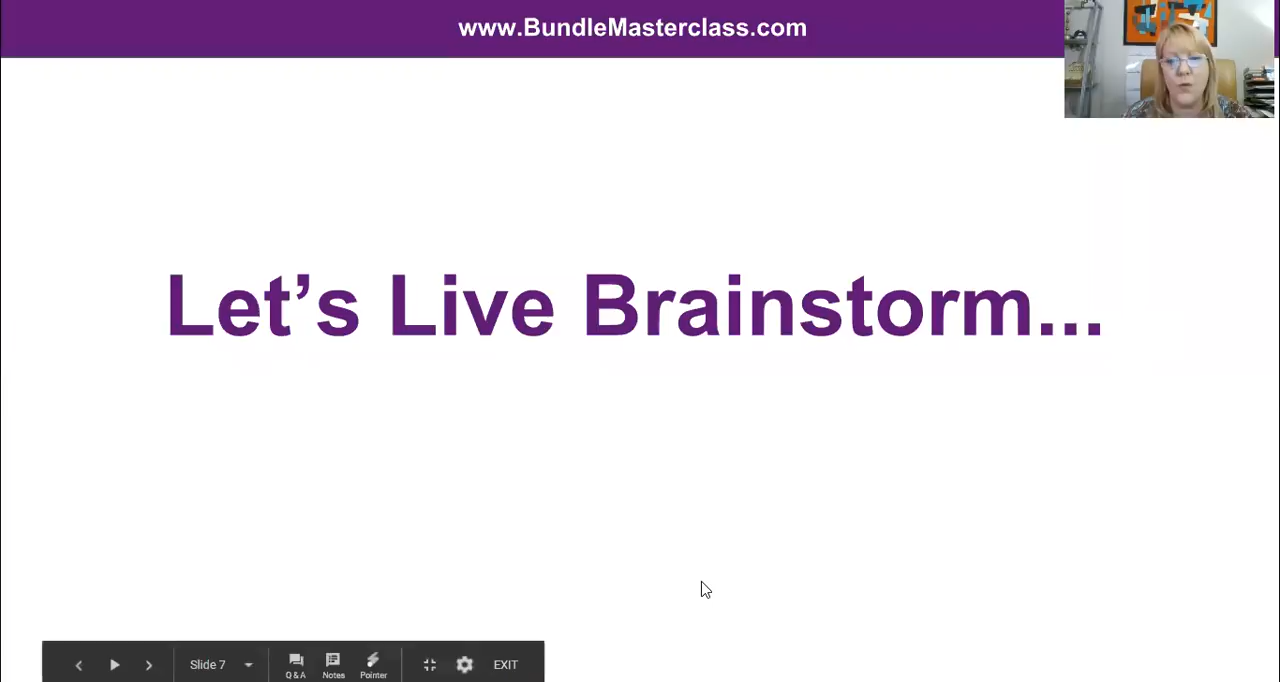 www.BundleMasterclass.com
Let’s Live Brainstorm...
Slide 7
Q & A
Notes
Pointer
EXIT